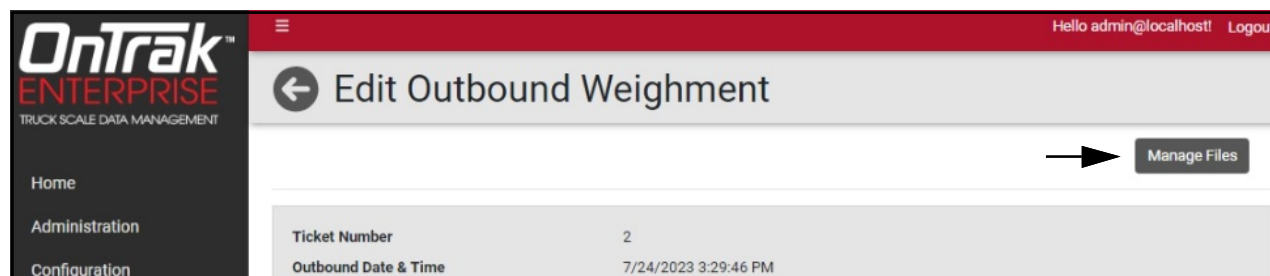 OnTrak™
ENTERPRISE
TRUCK SCALE DATA MANAGEMENT
Home
Administration
Configuration
Hello admin@localhost! Logou
Edit Outbound Weighment
Manage Files
Ticket Number 2
Outbound Date & Time 7/24/2023 3:29:46 PM